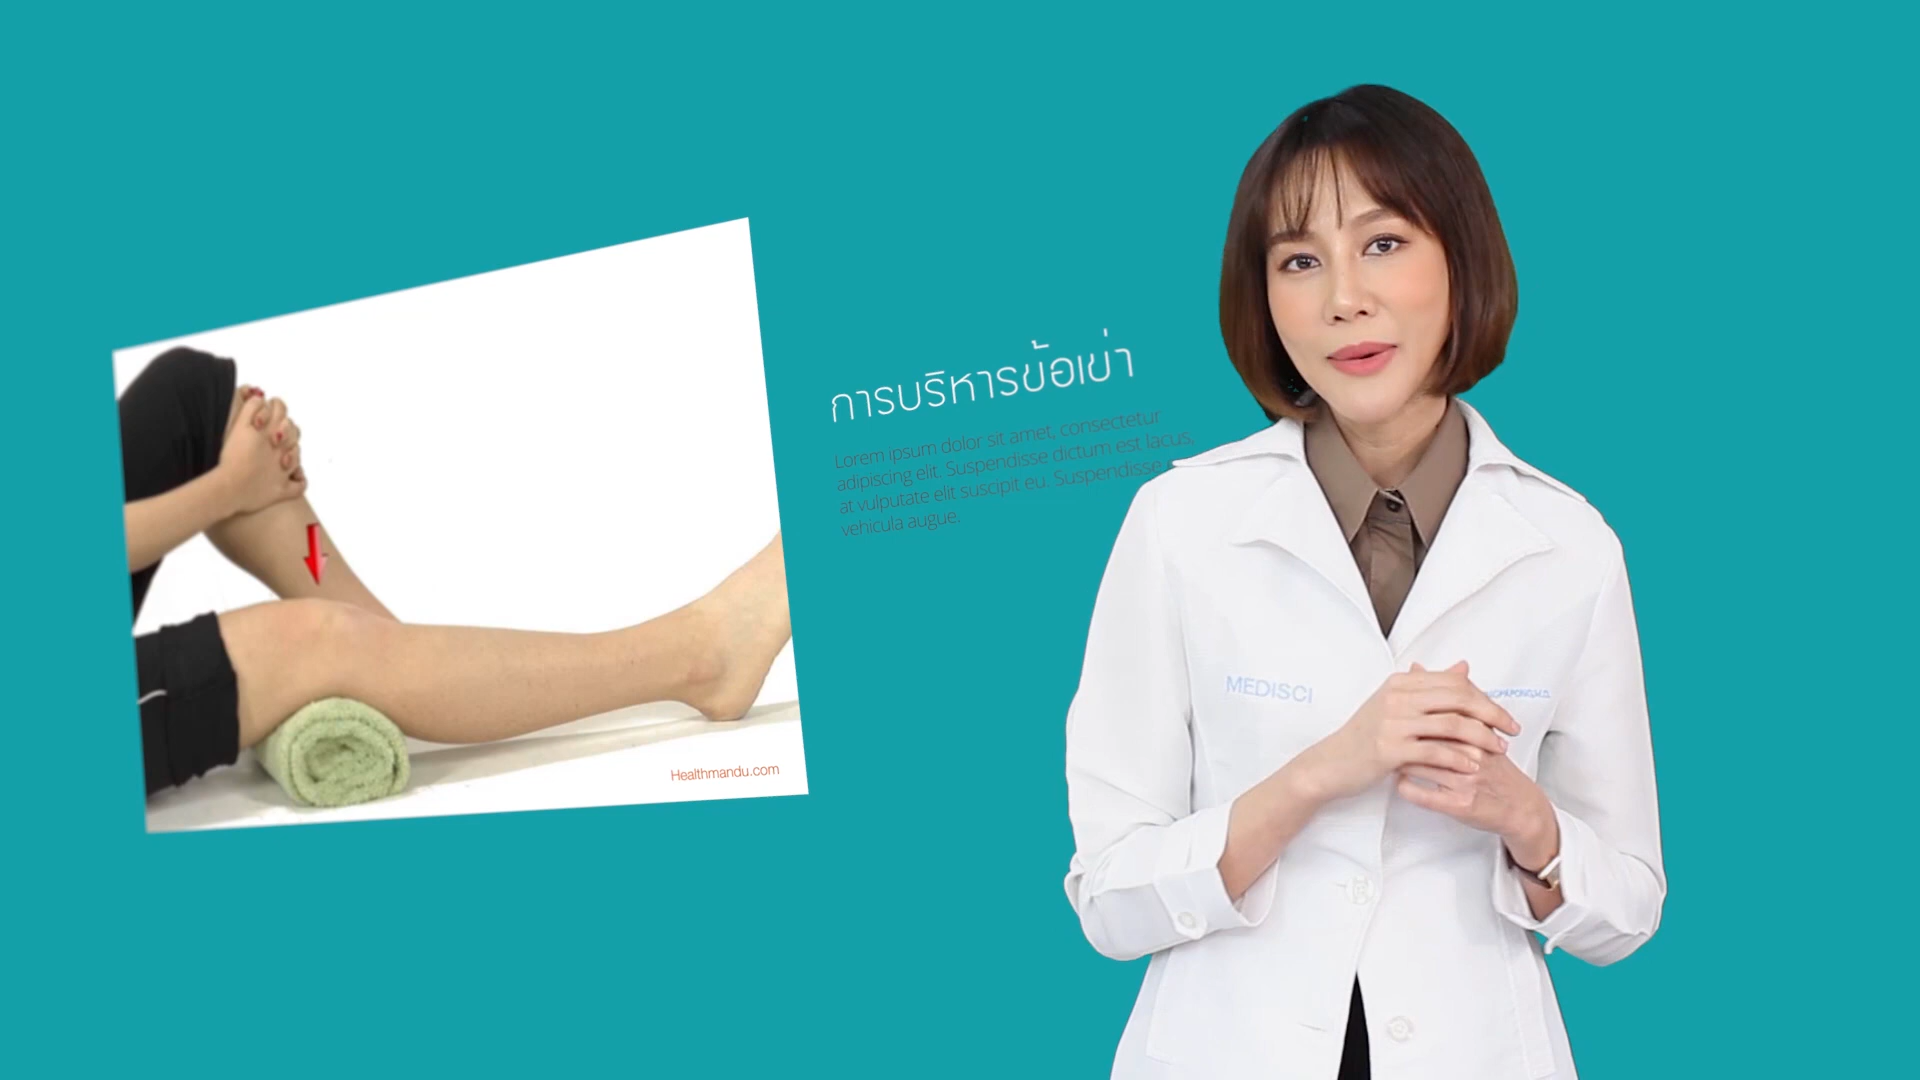 การบริหารข้อเข่า
Lorem ipsum dolor sit amet, consectetur
adipiscing elit. Suspendisse dictum est lacus,
at vulputate elit suscipit eu. Suspendisse
vehicula augue.
Healthmandu.com
MEDISCI